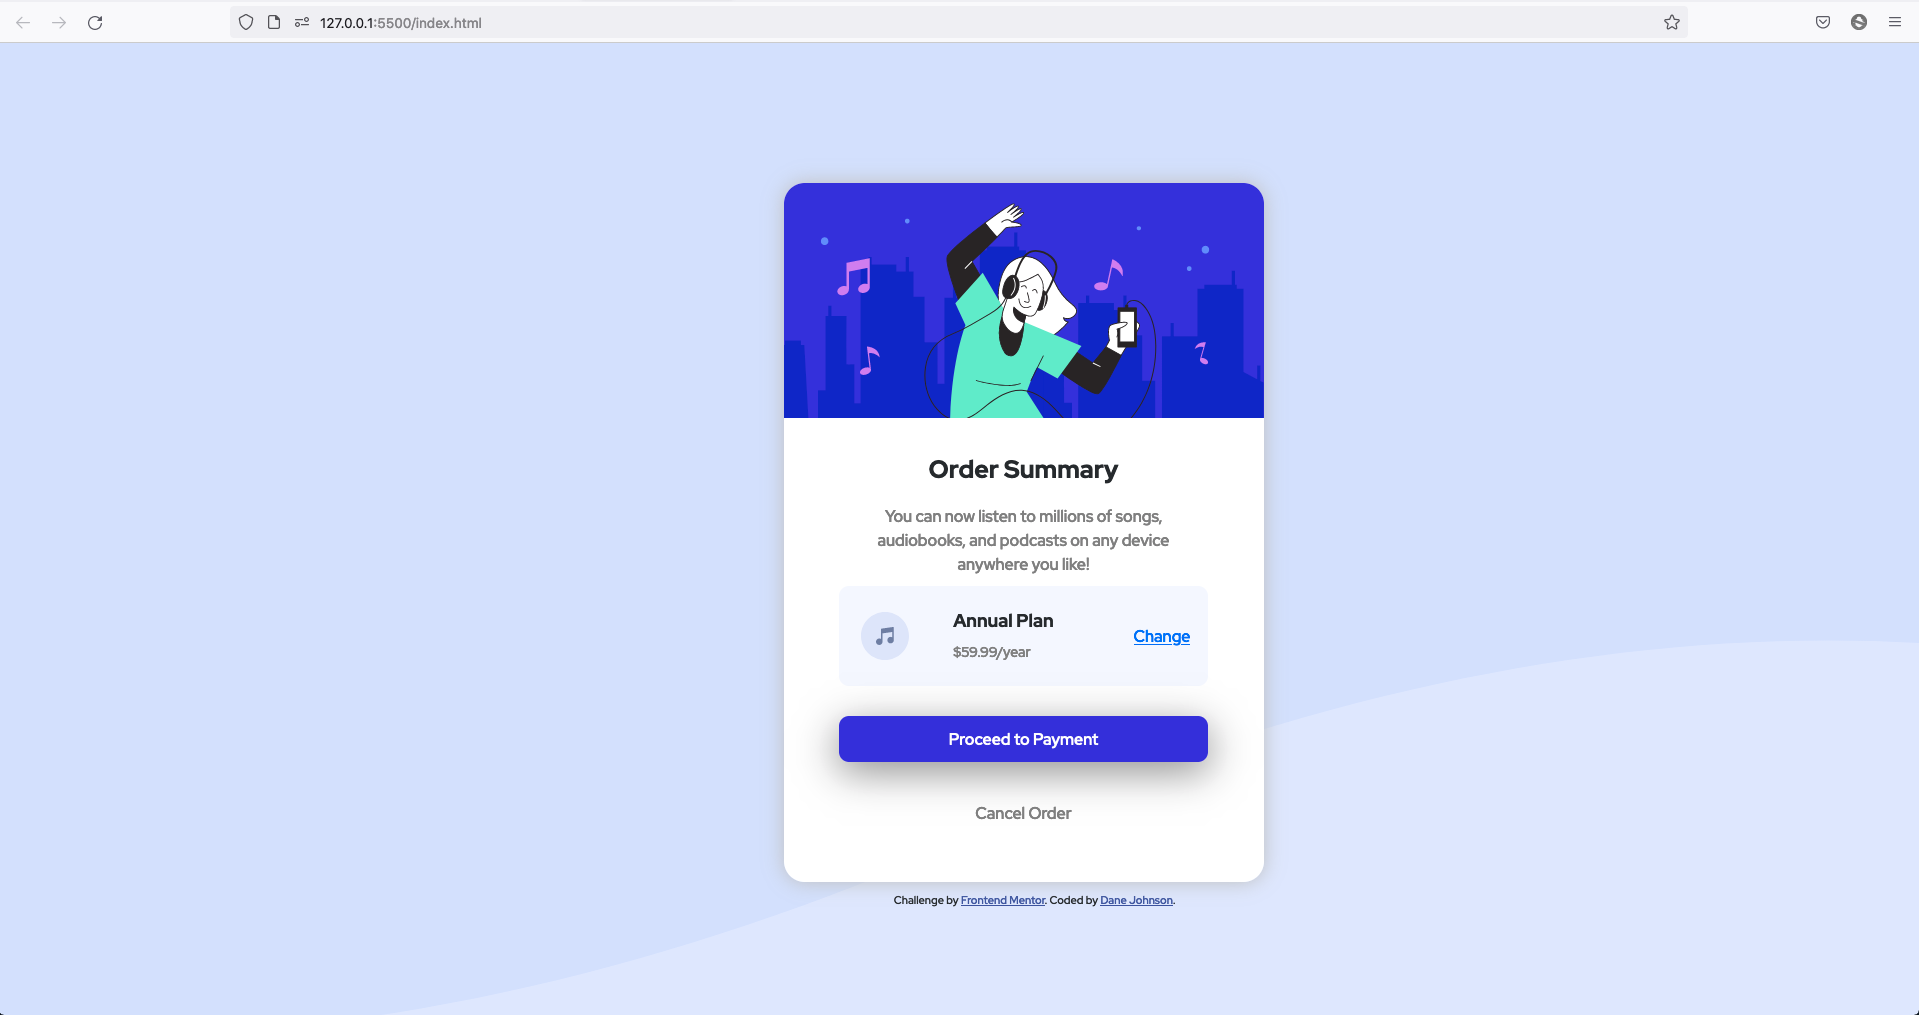 127.0.0.1:5500/index.html
Order Summary
You can now listen to millions of songs,
audiobooks, and podcasts on any device
anywhere you like!
Annual Plan
$59.99/year
Change
Proceed to Payment
Cancel Order
Challenge by Frontend Mentor. Coded by Dane Johnson.